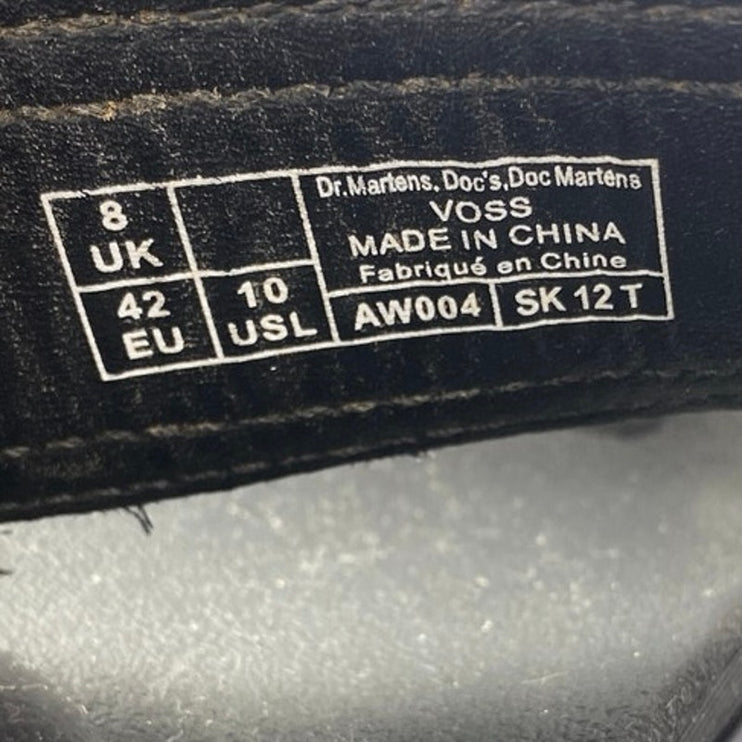 8
UK
42
EU
10
USL
Dr.Martens, Doc's, Doc Martens
VOSS
MADE IN CHINA
Fabriqué en Chine
AW004
SK 12 T